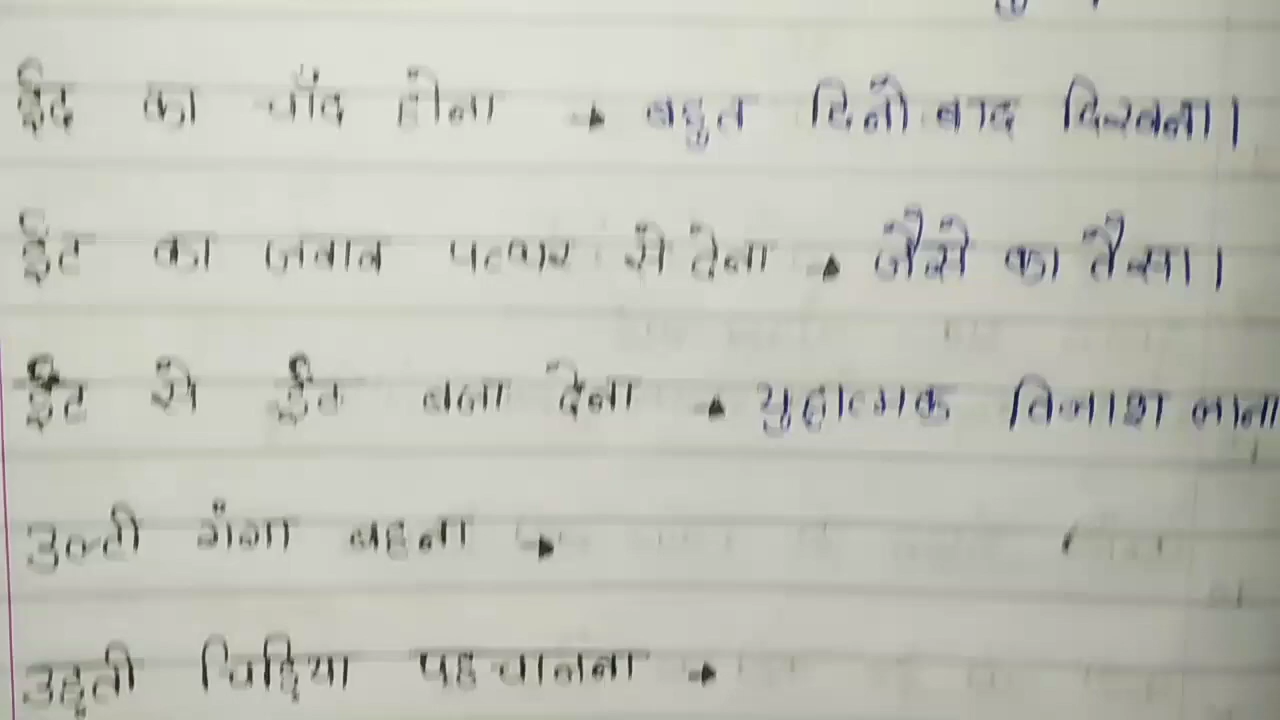 ईद का चाँद होना → बहुत दिनों बाद दिखना।
ईंट का जवाब पत्थर से देना → जैसे का तैसा।
ईंट से ईंट बजा देना → युद्धात्मक विनाश लाना।
उल्टी गंगा बहना →
उड़ती चिड़िया पहचानना →